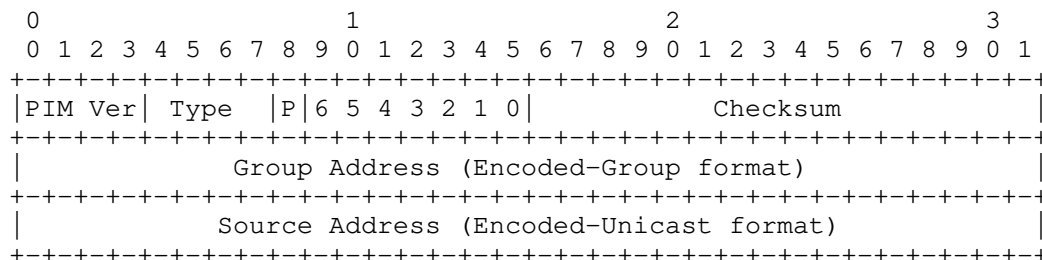 0                   1                   2                   3
0 1 2 3 4 5 6 7 8 9 0 1 2 3 4 5 6 7 8 9 0 1 2 3 4 5 6 7 8 9 0 1
+-+-+-+-+-+-+-+-+-+-+-+-+-+-+-+-+-+-+-+-+-+-+-+-+-+-+-+-+-+-+-+-+
|PIM Ver| Type  |P|6 5 4 3 2 1 0|           Checksum            |
+-+-+-+-+-+-+-+-+-+-+-+-+-+-+-+-+-+-+-+-+-+-+-+-+-+-+-+-+-+-+-+-+
|             Group Address (Encoded-Group format)              |
+-+-+-+-+-+-+-+-+-+-+-+-+-+-+-+-+-+-+-+-+-+-+-+-+-+-+-+-+-+-+-+-+
|            Source Address (Encoded-Unicast format)            |
+-+-+-+-+-+-+-+-+-+-+-+-+-+-+-+-+-+-+-+-+-+-+-+-+-+-+-+-+-+-+-+-+